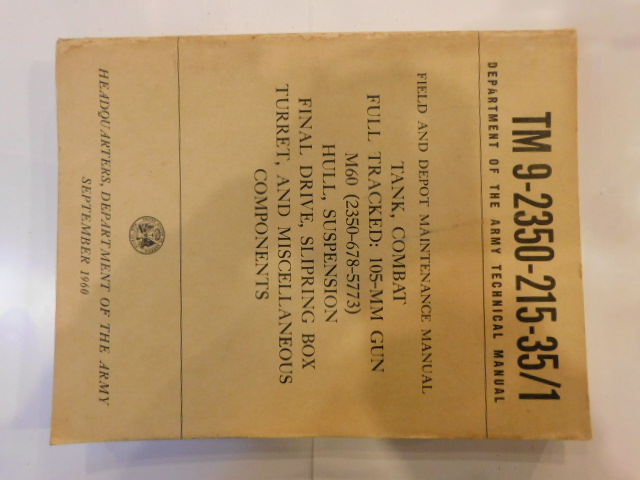 TM 9-2350-215-35/1
DEPARTMENT OF THE ARMY TECHNICAL MANUAL
FIELD AND DEPOT MAINTENANCE MANUAL
TANK, COMBAT
FULL TRACKED: 105-MM GUN
M60 (2350-678-5773)
HULL, SUSPENSION
FINAL DRIVE, SLIPRING BOX
TURRET, AND MISCELLANEOUS
COMPONENTS
HEADQUARTERS, DEPARTMENT OF THE ARMY
SEPTEMBER 1960